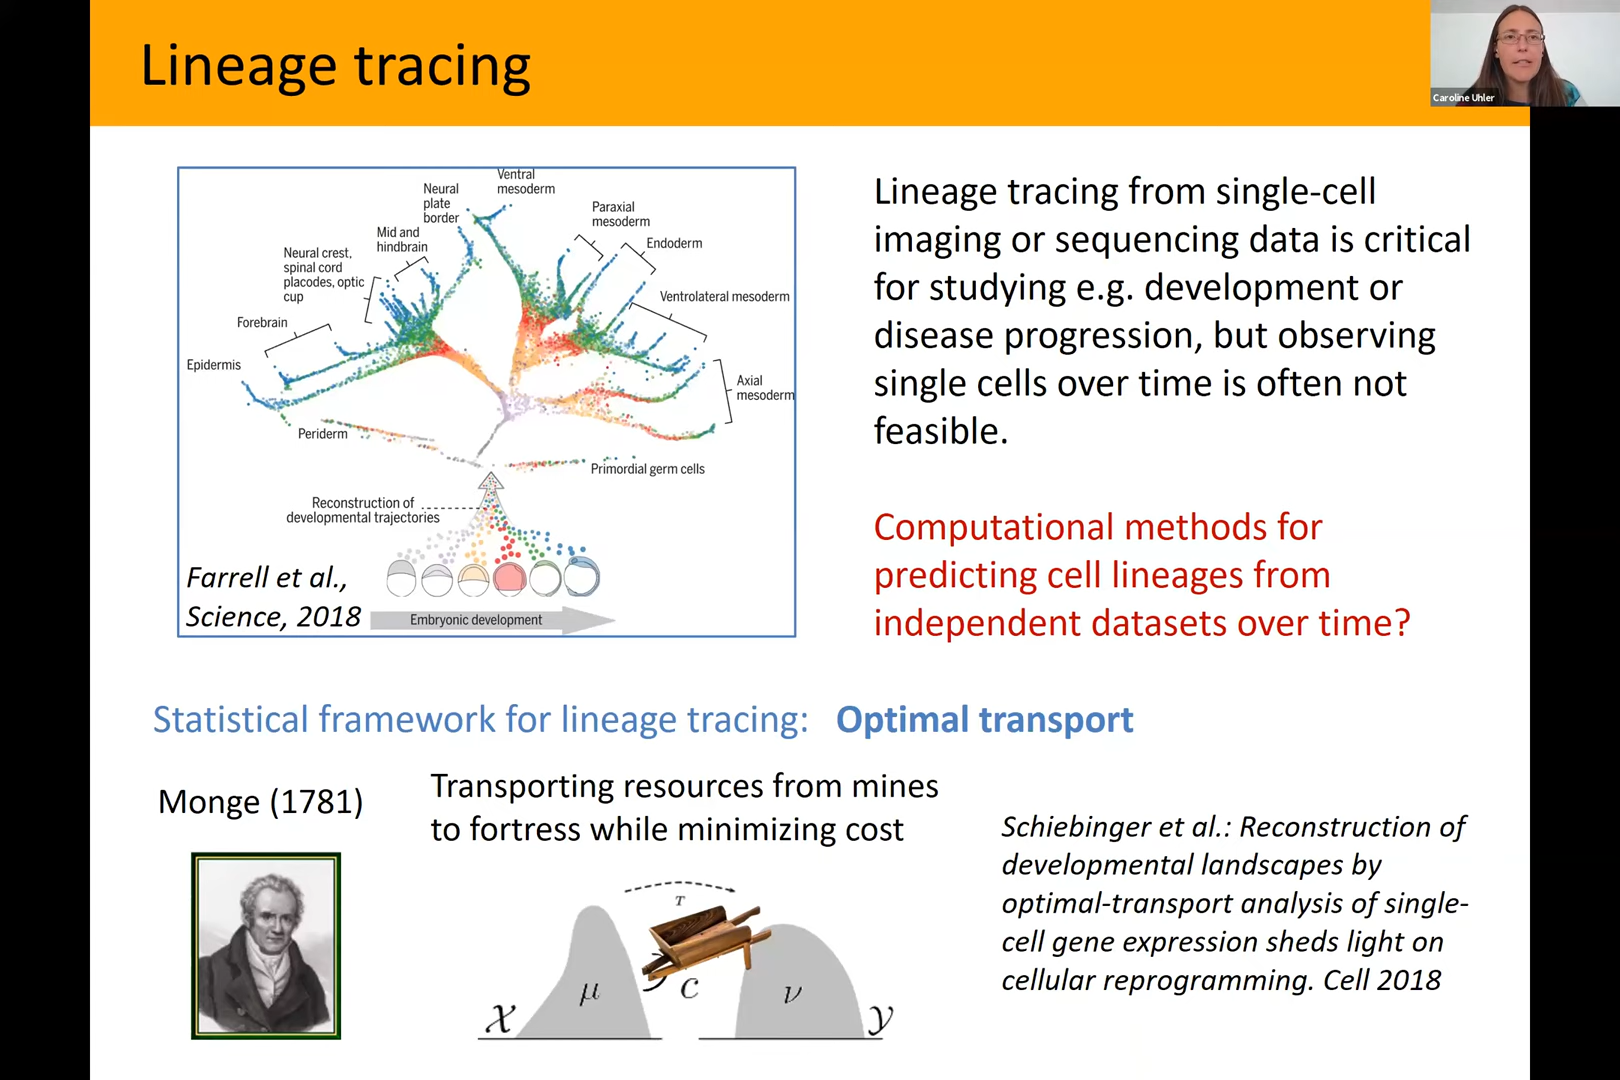 Lineage tracing
Caroline Uhler
Ventral
mesoderm
Neural
plate
border
Paraxial
mesoderm
Mid and
hindbrain
Endoderm
Neural crest,
spinal cord
placodes, optic
cup
Ventrolateral mesoderm
Forebrain
Epidermis
Axial
mesoderm
Periderm
Primordial germ cells
Reconstruction of
developmental trajectories
Farrell et al.,
Science, 2018
Embryonic development
Lineage tracing from single-cell
imaging or sequencing data is critical
for studying e.g. development or
disease progression, but observing
single cells over time is often not
feasible.
Computational methods for
predicting cell lineages from
independent datasets over time?
Statistical framework for lineage tracing: Optimal transport
Monge (1781)
Transporting resources from mines
to fortress while minimizing cost
T
μ
C
ν
𝒳
𝒴
Schiebinger et al.: Reconstruction of
developmental landscapes by
optimal-transport analysis of single-
cell gene expression sheds light on
cellular reprogramming. Cell 2018